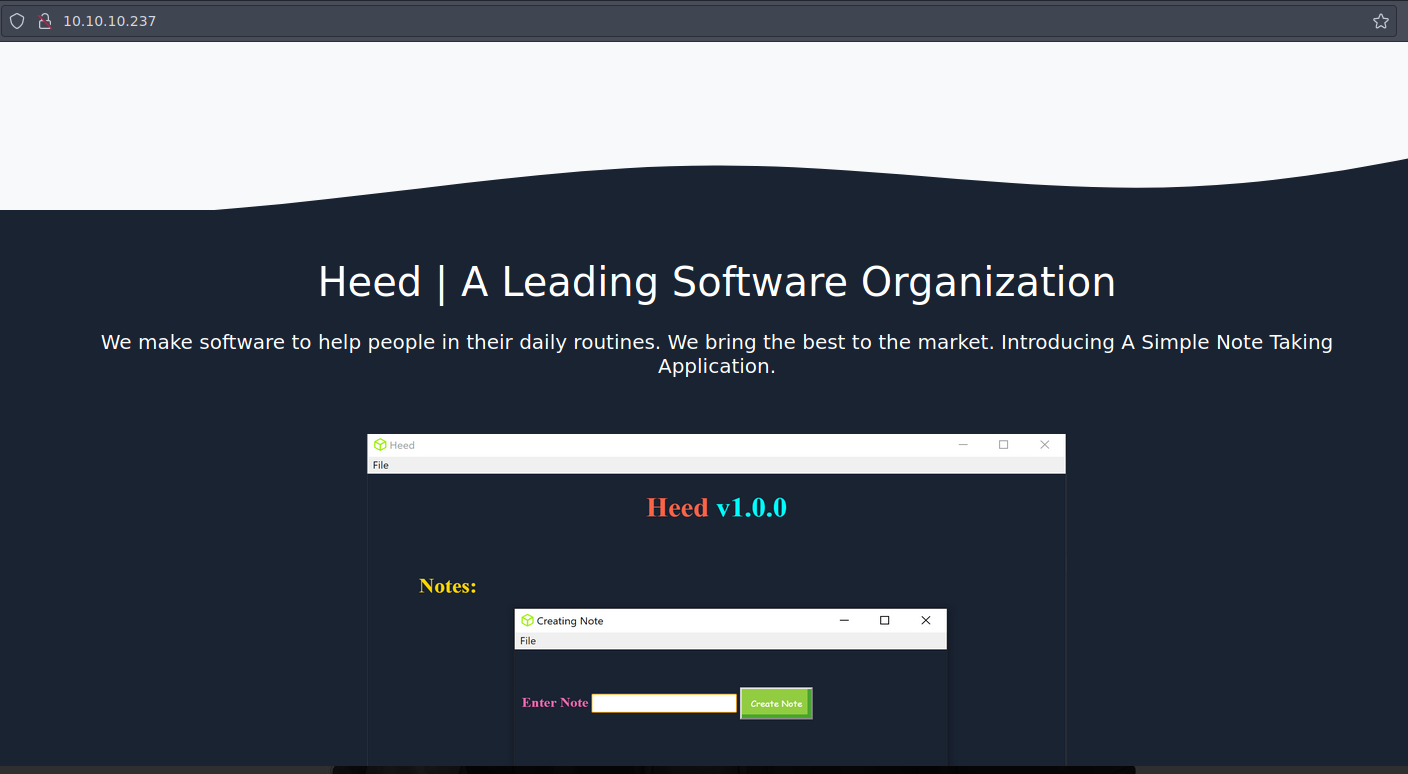 10.10.10.237
Heed | A Leading Software Organization
We make software to help people in their daily routines. We bring the best to the market. Introducing A Simple Note Taking
Application.
Heed
File
Heed v1.0.0
Notes:
Creating Note
File
Enter Note
Create Note